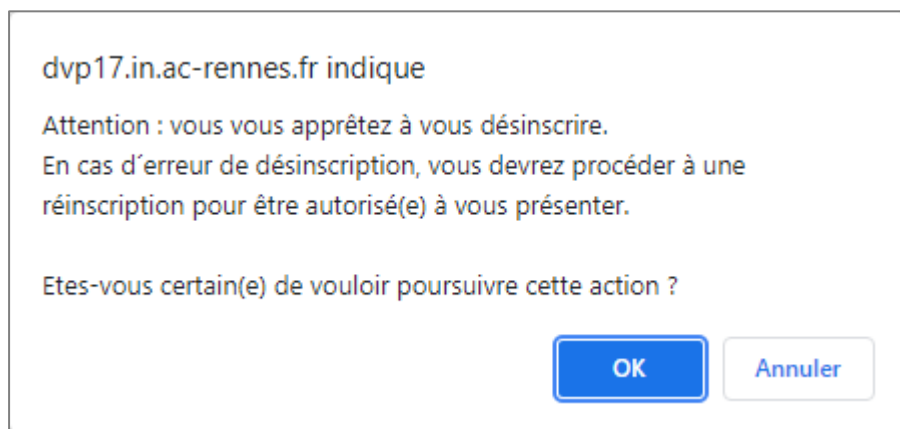 dvp17.in.ac-rennes.fr indique
Attention : vous vous apprêtez à vous désinscrire.
En cas d´erreur de désinscription, vous devrez procéder à une
réinscription pour être autorisé(e) à vous présenter.
Etes-vous certain(e) de vouloir poursuivre cette action ?
OK
Annuler